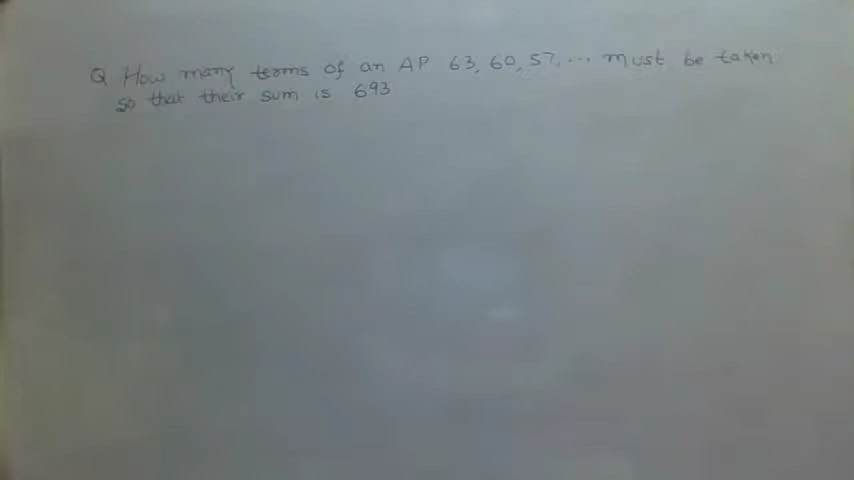 Q How many terms of an AP 63, 60, 57, ... must be taken
so that their sum is 693